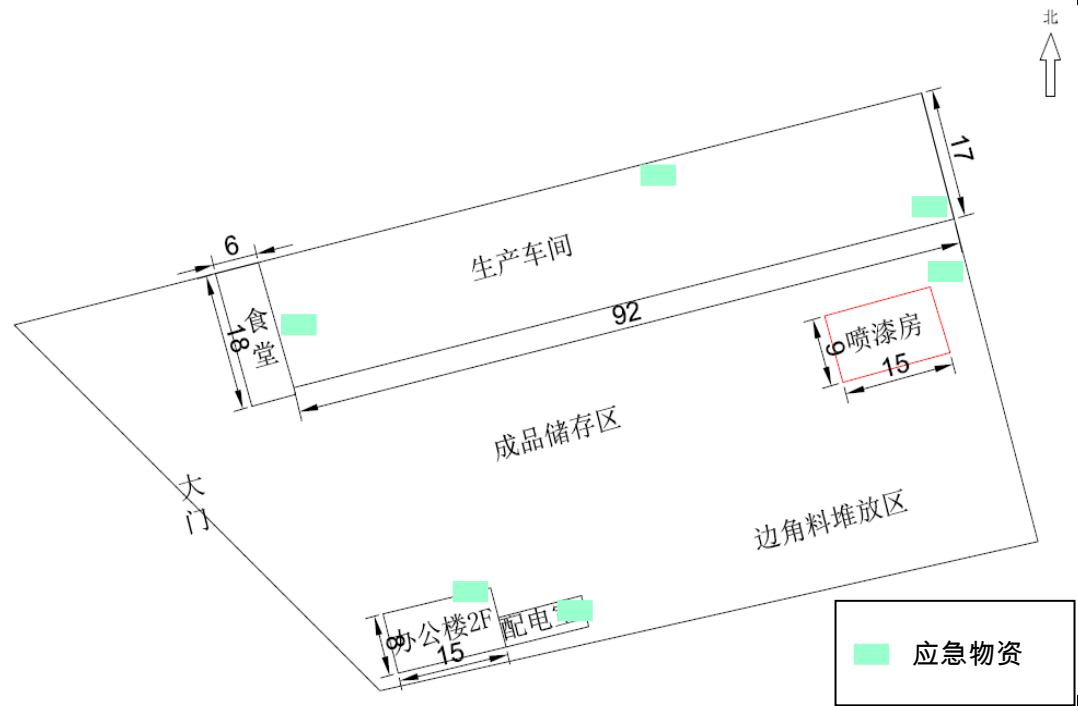 北
17
6
生产车间
食堂
18
92
喷漆房
9
15
成品储存区
大门
边角料堆放区
办公楼2F
8
15
配电
应急物资